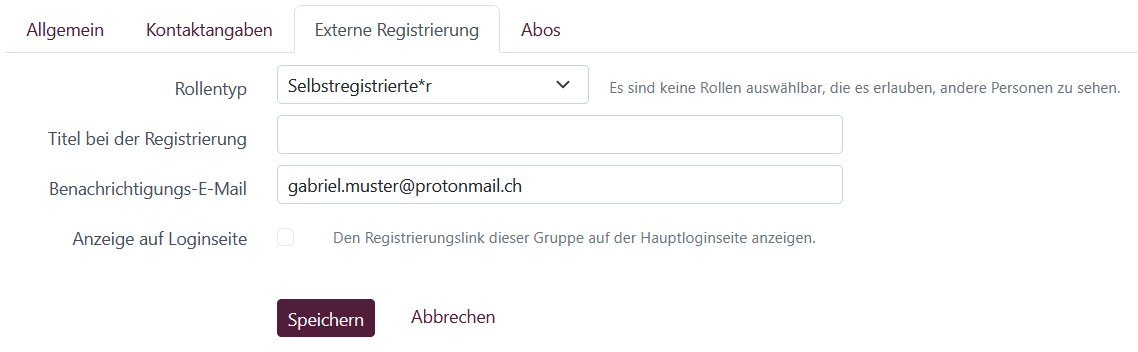 Allgemein Kontaktangaben Externe Registrierung Abos
Rollentyp Selbstregistrierte*r Es sind keine Rollen auswählbar, die es erlauben, andere Personen zu sehen.
Titel bei der Registrierung
Benachrichtigungs-E-Mail gabriel.muster@protonmail.ch
Anzeige auf Loginseite Den Registrierungslink dieser Gruppe auf der Hauptloginseite anzeigen.
Speichern Abbrechen